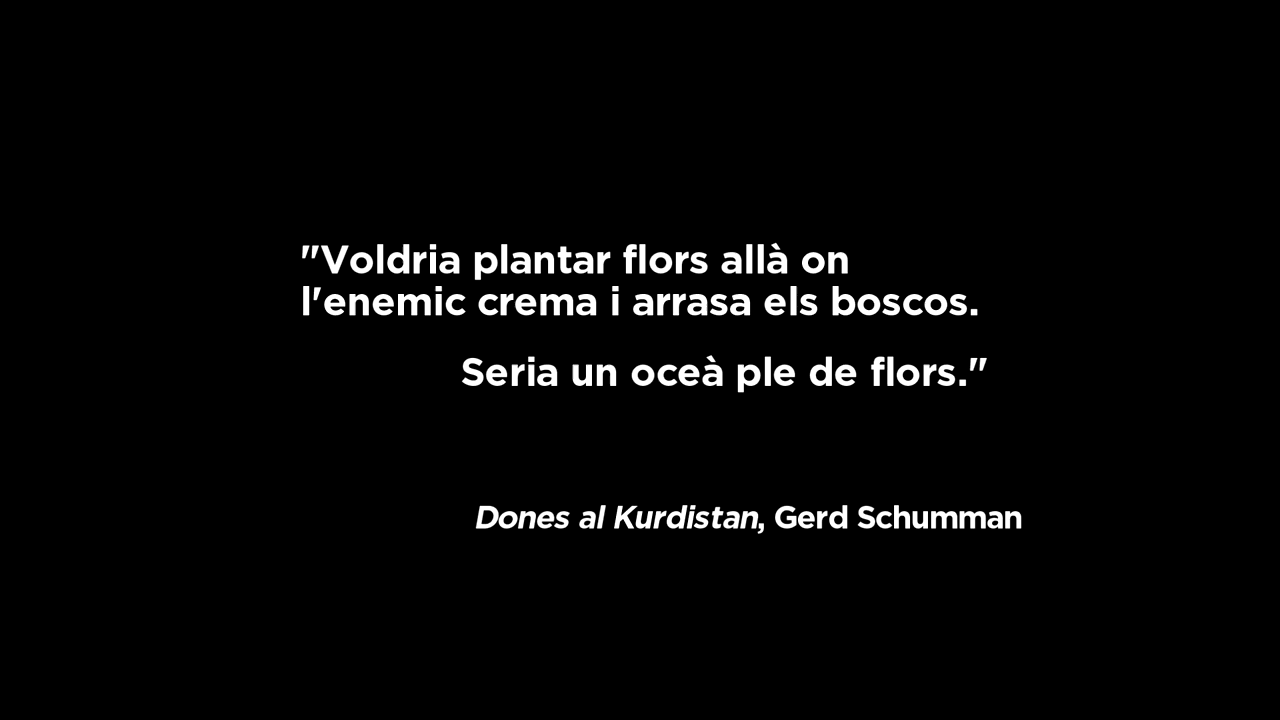 "Voldria plantar flors allà on
l'enemic crema i arrasa els boscos.
Seria un oceà ple de flors."
Dones al Kurdistan, Gerd Schumman